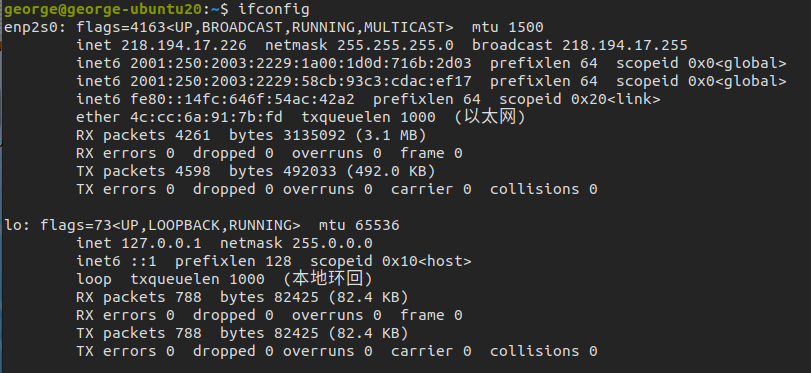 george@george-ubuntu20:~$ ifconfig
enp2s0: flags=4163<UP,BROADCAST,RUNNING,MULTICAST>  mtu 1500
        inet 218.194.17.226  netmask 255.255.255.0  broadcast 218.194.17.255
        inet6 2001:250:2003:2229:1a00:1d0d:716b:2d03  prefixlen 64  scopeid 0x0<global>
        inet6 2001:250:2003:2229:58cb:93c3:cdac:ef17  prefixlen 64  scopeid 0x0<global>
        inet6 fe80::14fc:646f:54ac:42a2  prefixlen 64  scopeid 0x20<link>
        ether 4c:cc:6a:91:7b:fd  txqueuelen 1000  (以太网)
        RX packets 4261  bytes 3135092 (3.1 MB)
        RX errors 0  dropped 0  overruns 0  frame 0
        TX packets 4598  bytes 492033 (492.0 KB)
        TX errors 0  dropped 0 overruns 0  carrier 0  collisions 0

lo: flags=73<UP,LOOPBACK,RUNNING>  mtu 65536
        inet 127.0.0.1  netmask 255.0.0.0
        inet6 ::1  prefixlen 128  scopeid 0x10<host>
        loop  txqueuelen 1000  (本地环回)
        RX packets 788  bytes 82425 (82.4 KB)
        RX errors 0  dropped 0  overruns 0  frame 0
        TX packets 788  bytes 82425 (82.4 KB)
        TX errors 0  dropped 0 overruns 0  carrier 0  collisions 0